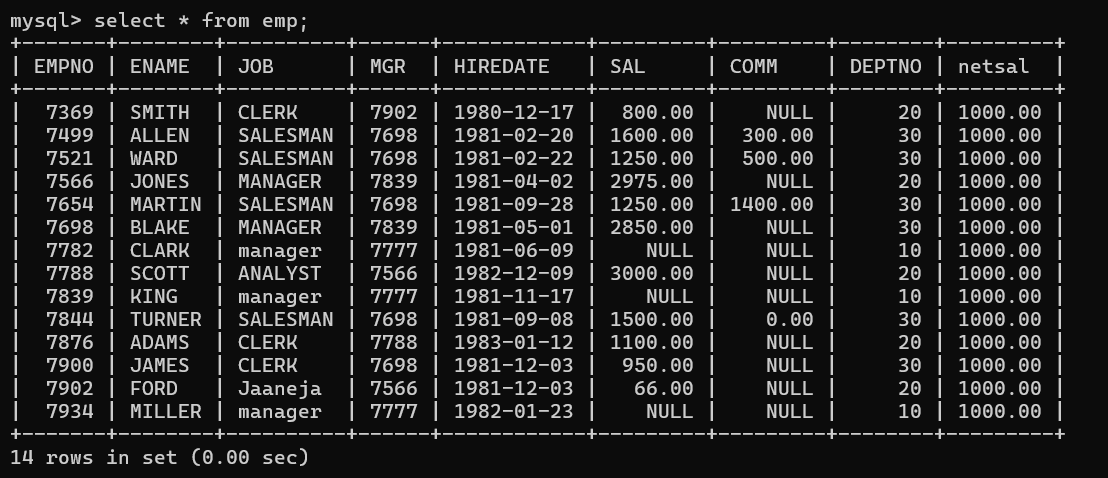 mysql> select * from emp;
+-------+--------+----------+------+------------+---------+---------+--------+---------+
| EMPNO | ENAME  | JOB      | MGR  | HIREDATE   | SAL     | COMM    | DEPTNO | netsal  |
+-------+--------+----------+------+------------+---------+---------+--------+---------+
|  7369 | SMITH  | CLERK    | 7902 | 1980-12-17 |  800.00 |    NULL |     20 | 1000.00 |
|  7499 | ALLEN  | SALESMAN | 7698 | 1981-02-20 | 1600.00 |  300.00 |     30 | 1000.00 |
|  7521 | WARD   | SALESMAN | 7698 | 1981-02-22 | 1250.00 |  500.00 |     30 | 1000.00 |
|  7566 | JONES  | MANAGER  | 7839 | 1981-04-02 | 2975.00 |    NULL |     20 | 1000.00 |
|  7654 | MARTIN | SALESMAN | 7698 | 1981-09-28 | 1250.00 | 1400.00 |     30 | 1000.00 |
|  7698 | BLAKE  | MANAGER  | 7839 | 1981-05-01 | 2850.00 |    NULL |     30 | 1000.00 |
|  7782 | CLARK  | manager  | 7777 | 1981-06-09 |    NULL |    NULL |     10 | 1000.00 |
|  7788 | SCOTT  | ANALYST  | 7566 | 1982-12-09 | 3000.00 |    NULL |     20 | 1000.00 |
|  7839 | KING   | manager  | 7777 | 1981-11-17 |    NULL |    NULL |     10 | 1000.00 |
|  7844 | TURNER | SALESMAN | 7698 | 1981-09-08 | 1500.00 |    0.00 |     30 | 1000.00 |
|  7876 | ADAMS  | CLERK    | 7788 | 1983-01-12 | 1100.00 |    NULL |     20 | 1000.00 |
|  7900 | JAMES  | CLERK    | 7698 | 1981-12-03 |  950.00 |    NULL |     30 | 1000.00 |
|  7902 | FORD   | Jaaneja  | 7566 | 1981-12-03 |   66.00 |    NULL |     20 | 1000.00 |
|  7934 | MILLER | manager  | 7777 | 1982-01-23 |    NULL |    NULL |     10 | 1000.00 |
+-------+--------+----------+------+------------+---------+---------+--------+---------+
14 rows in set (0.00 sec)